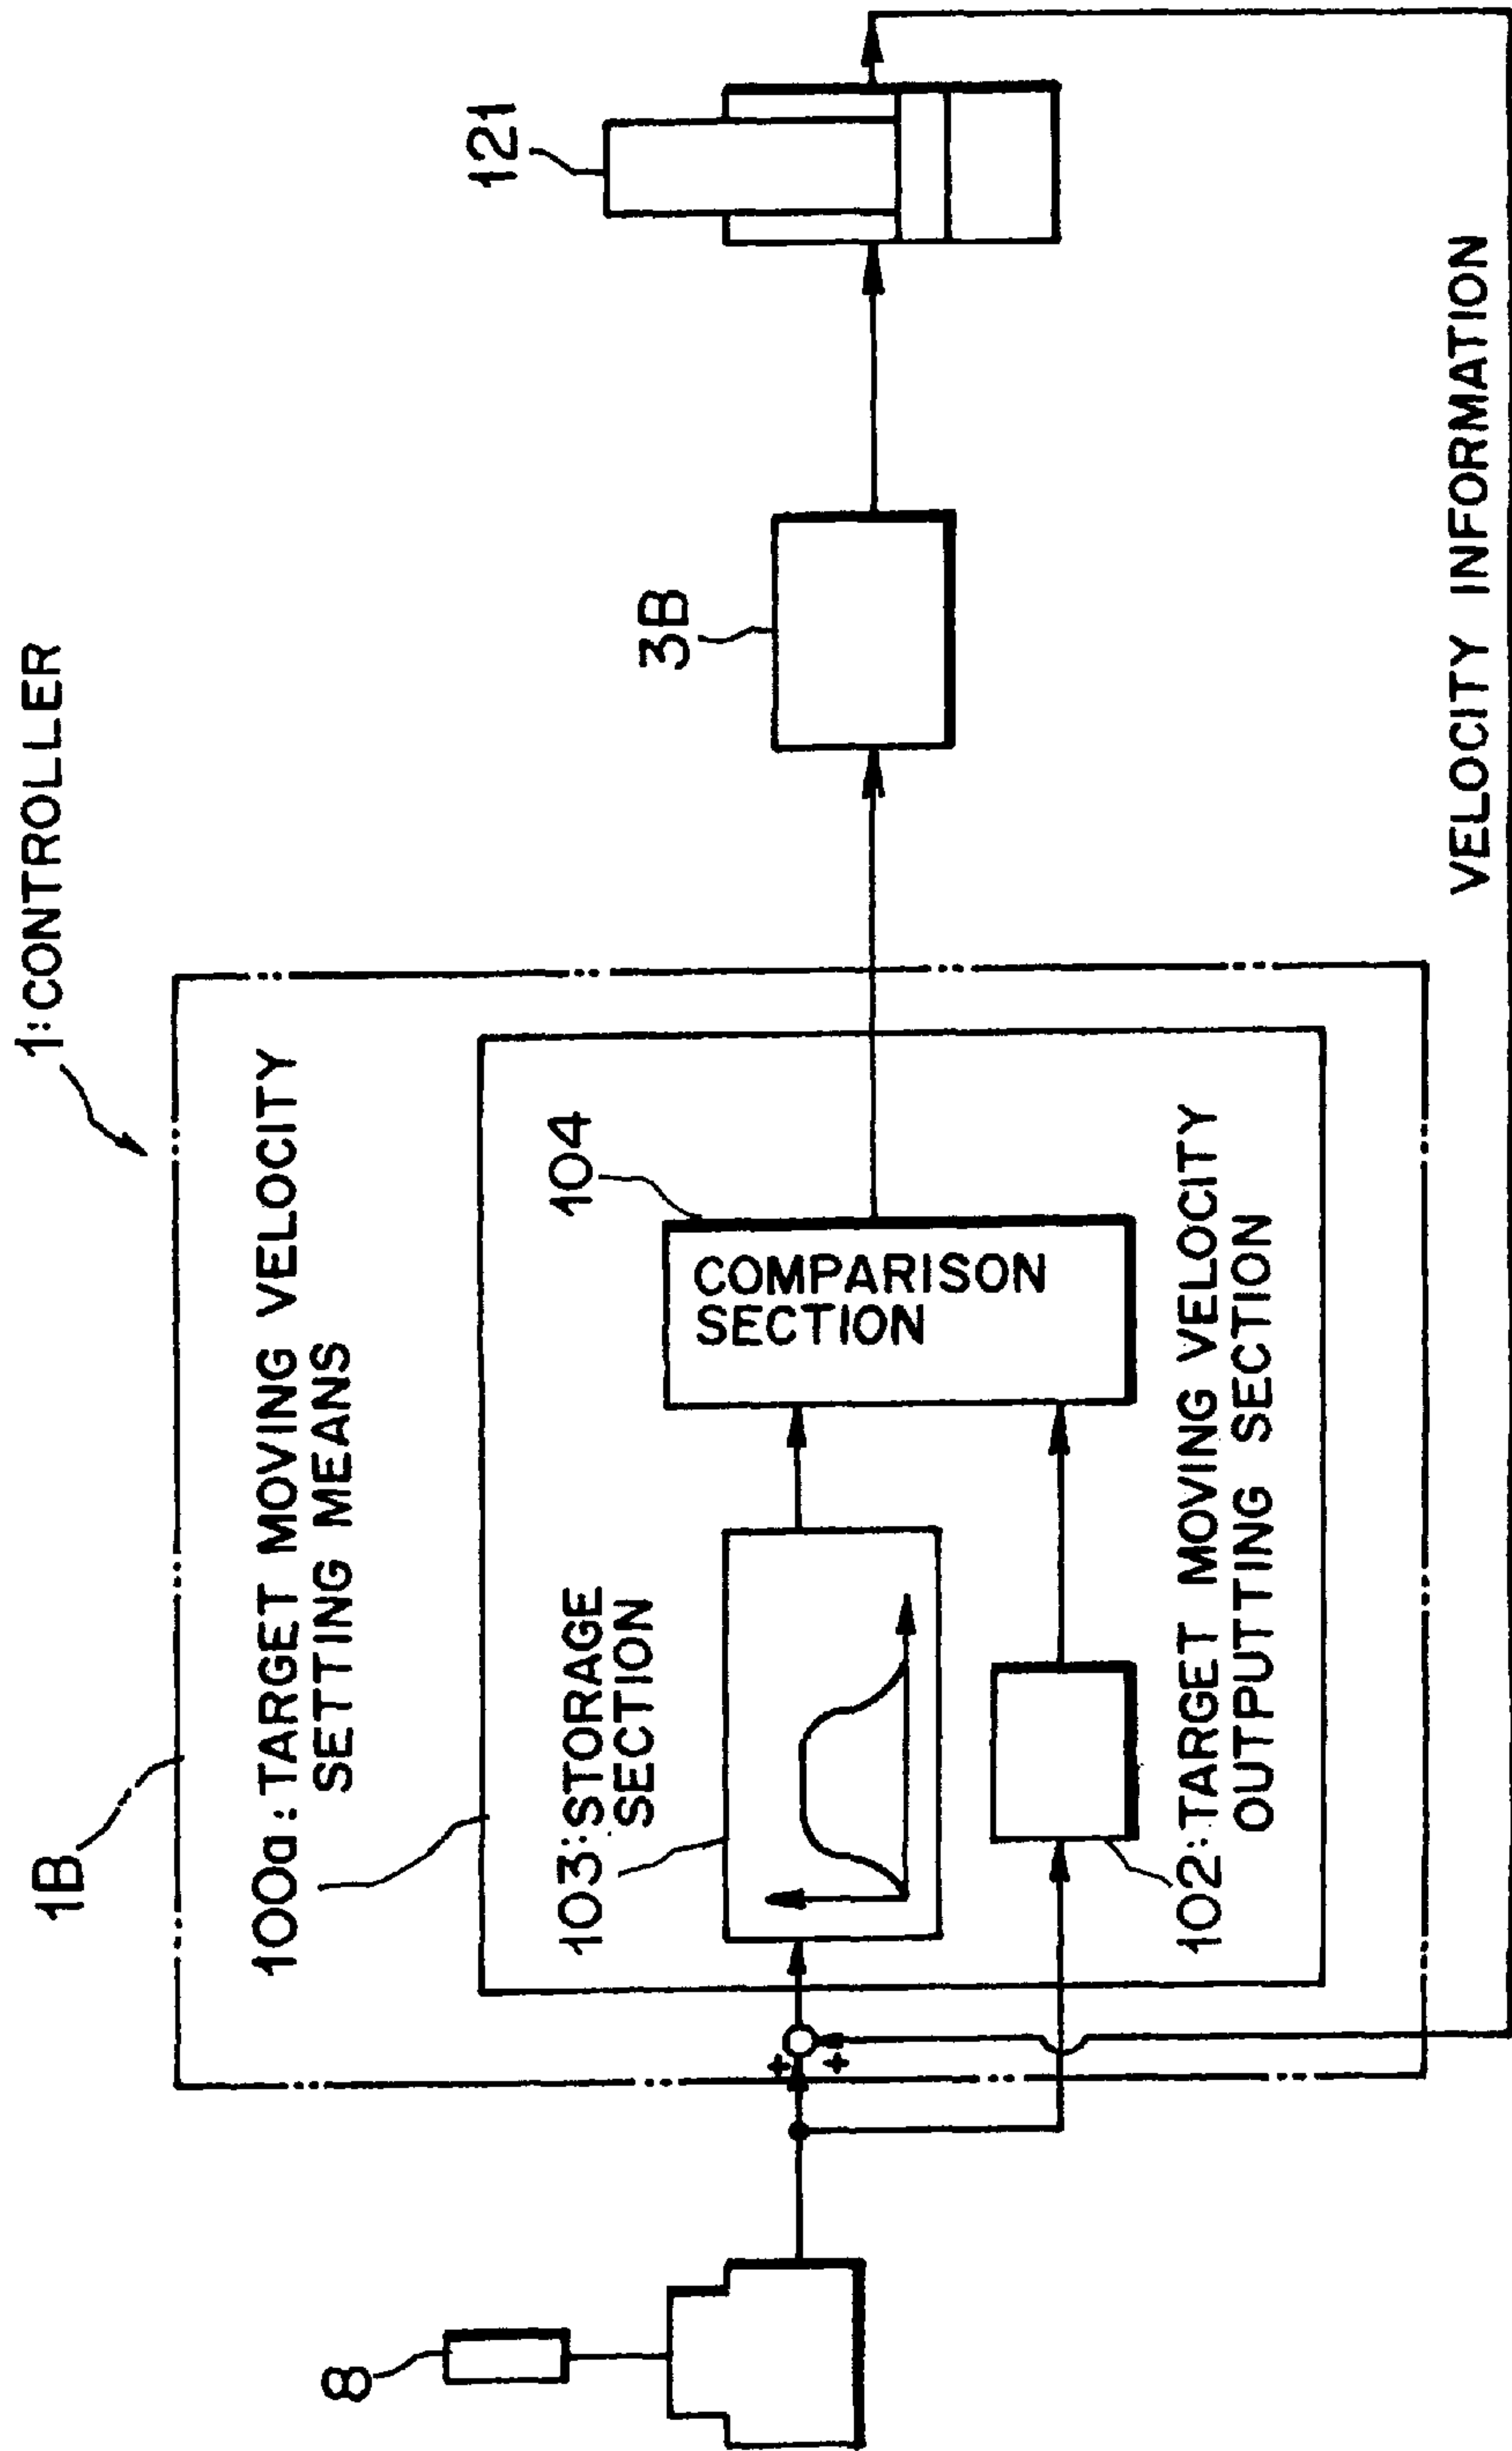 1:CONTROLLER
1B
100a:TARGET MOVING VELOCITY
SETTING MEANS
121
104
103:STORAGE
SECTION
3B
8
COMPARISON
SECTION
+
+
102:TARGET MOVING VELOCITY
OUTPUTTING SECTION
VELOCITY INFORMATION